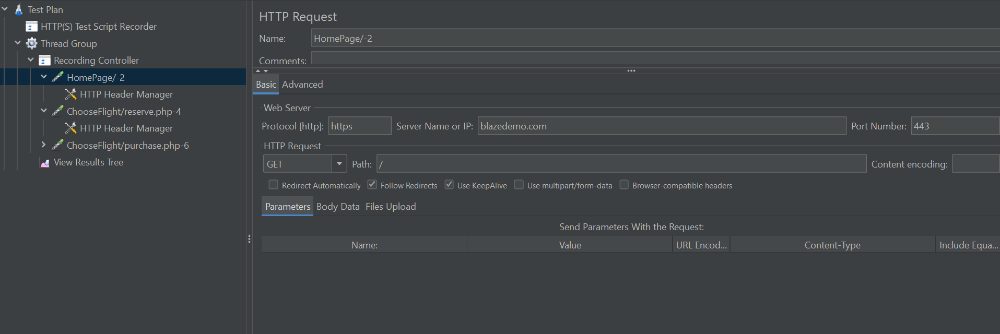 Test Plan
HTTP(S) Test Script Recorder
Thread Group
Recording Controller
HomePage/-2
HTTP Header Manager
ChooseFlight/reserve.php-4
HTTP Header Manager
ChooseFlight/purchase.php-6
View Results Tree
HTTP Request
Name: HomePage/-2
Comments:
Basic Advanced
Web Server
Protocol [http]: https Server Name or IP: blazedemo.com Port Number: 443
HTTP Request
GET Path: / Content encoding:
Redirect Automatically Follow Redirects Use KeepAlive Use multipart/form-data Browser-compatible headers
Parameters Body Data Files Upload
Send Parameters With the Request:
Name: Value URL Encod... Content-Type Include Equa...